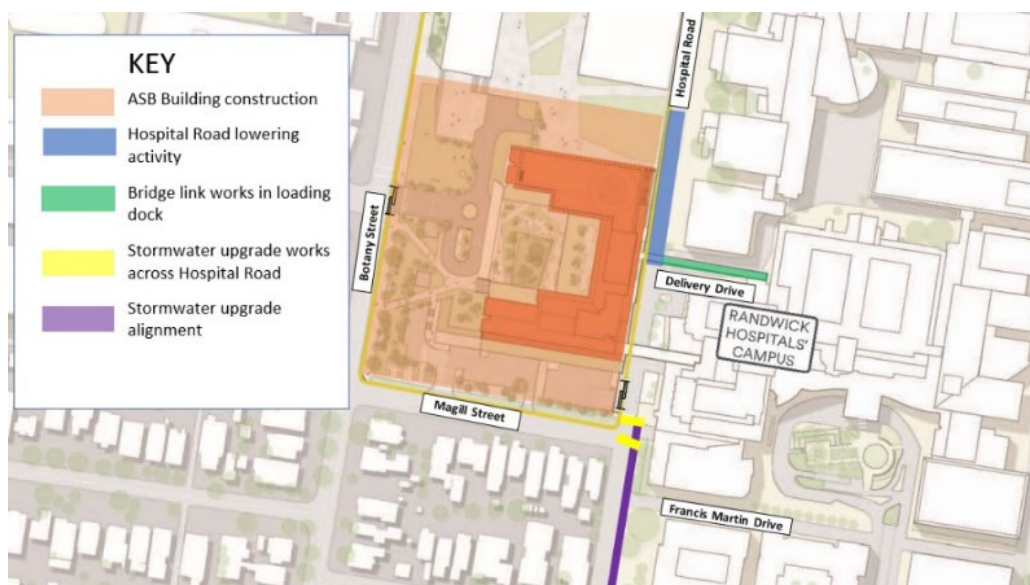 KEY
ASB Building construction
Hospital Road lowering
activity
Bridge link works in loading
dock
Stormwater upgrade works
across Hospital Road
Stormwater upgrade
alignment
Hospital Road
Botany Street
Delivery Drive
RANDWICK
HOSPITALS'
CAMPUS
Magill Street
Francis Martin Drive